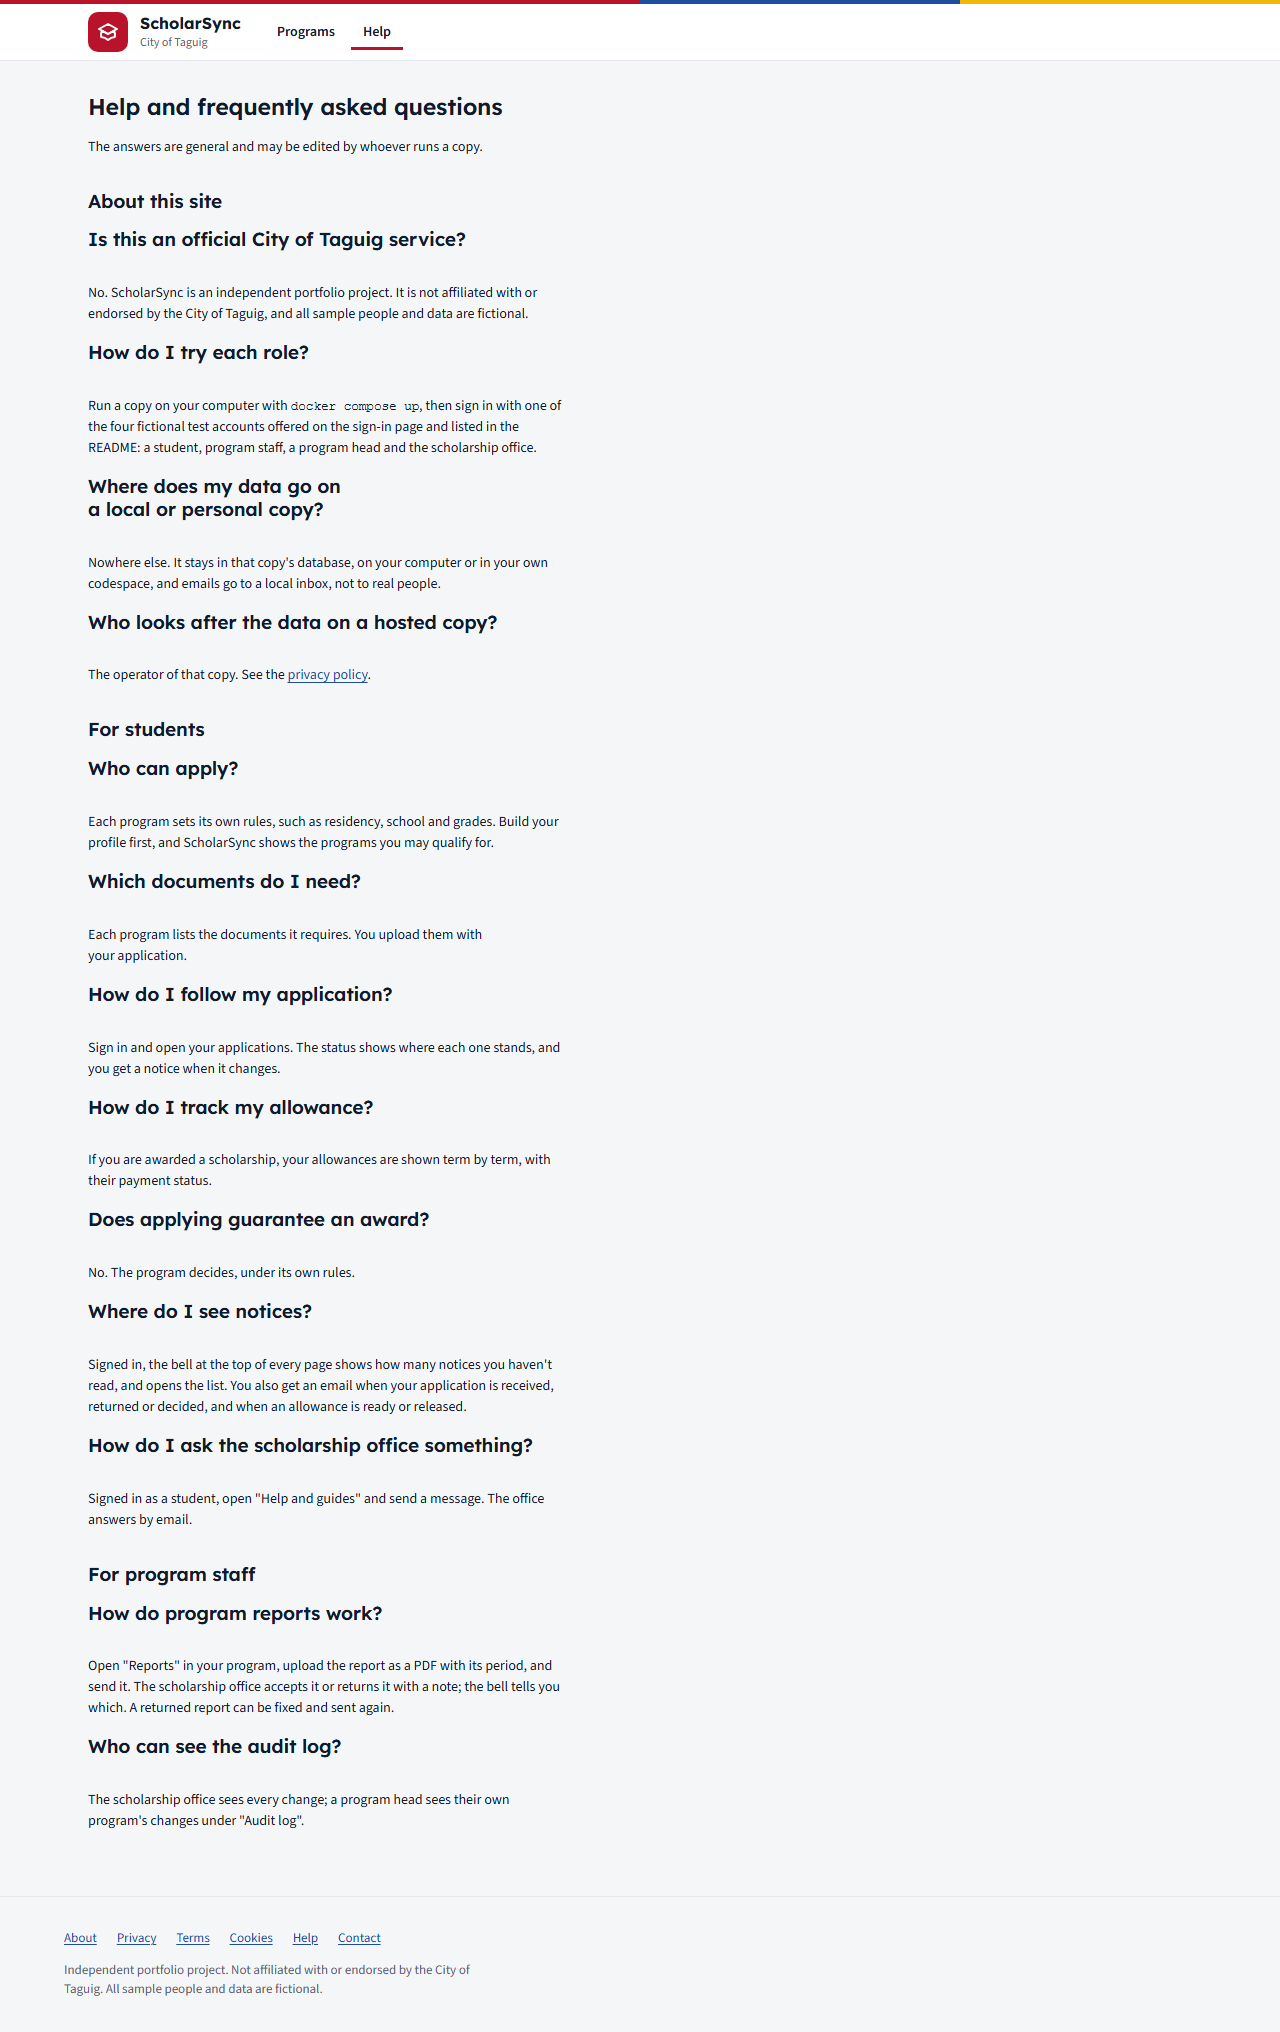 ScholarSync
City of Taguig
Programs
Help
Help and frequently asked questions
The answers are general and may be edited by whoever runs a copy.
About this site
Is this an official City of Taguig service?
No. ScholarSync is an independent portfolio project. It is not affiliated with or
endorsed by the City of Taguig, and all sample people and data are fictional.
How do I try each role?
Run a copy on your computer with docker compose up, then sign in with one of
the four fictional test accounts offered on the sign-in page and listed in the
README: a student, program staff, a program head and the scholarship office.
Where does my data go on
a local or personal copy?
Nowhere else. It stays in that copy's database, on your computer or in your own
codespace, and emails go to a local inbox, not to real people.
Who looks after the data on a hosted copy?
The operator of that copy. See the privacy policy.
For students
Who can apply?
Each program sets its own rules, such as residency, school and grades. Build your
profile first, and ScholarSync shows the programs you may qualify for.
Which documents do I need?
Each program lists the documents it requires. You upload them with
your application.
How do I follow my application?
Sign in and open your applications. The status shows where each one stands, and
you get a notice when it changes.
How do I track my allowance?
If you are awarded a scholarship, your allowances are shown term by term, with
their payment status.
Does applying guarantee an award?
No. The program decides, under its own rules.
Where do I see notices?
Signed in, the bell at the top of every page shows how many notices you haven't
read, and opens the list. You also get an email when your application is received,
returned or decided, and when an allowance is ready or released.
How do I ask the scholarship office something?
Signed in as a student, open "Help and guides" and send a message. The office
answers by email.
For program staff
How do program reports work?
Open "Reports" in your program, upload the report as a PDF with its period, and
send it. The scholarship office accepts it or returns it with a note; the bell tells you
which. A returned report can be fixed and sent again.
Who can see the audit log?
The scholarship office sees every change; a program head sees their own
program's changes under "Audit log".
About Privacy Terms Cookies Help Contact
Independent portfolio project. Not affiliated with or endorsed by the City of
Taguig. All sample people and data are fictional.